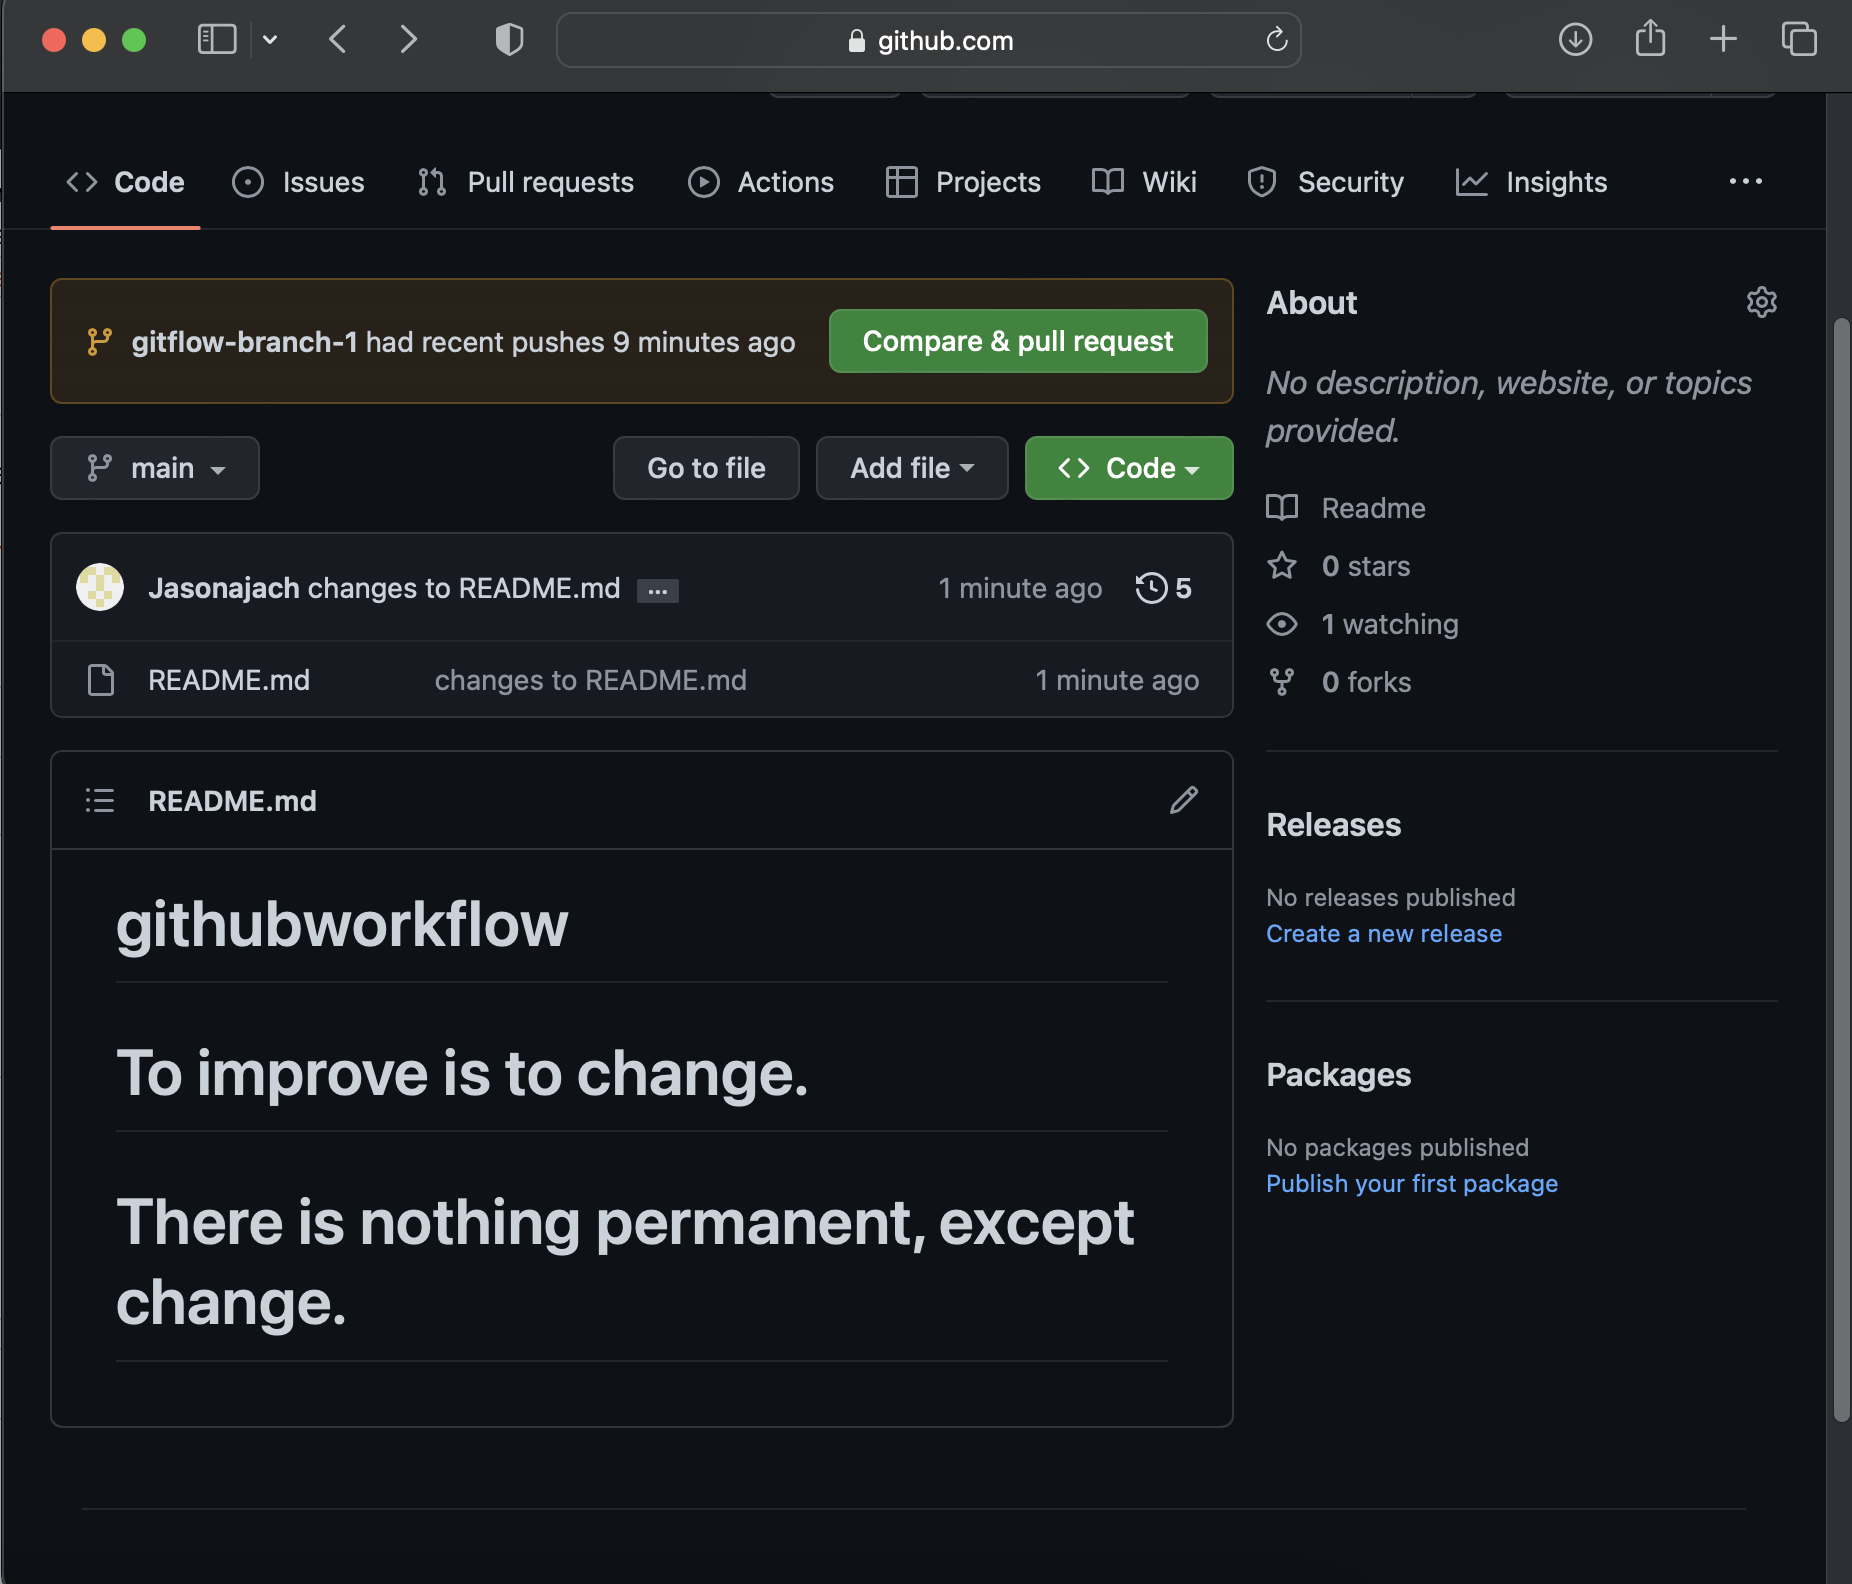 github.com
Code Issues Pull requests Actions Projects Wiki Security Insights ...
gitflow-branch-1 had recent pushes 9 minutes ago Compare & pull request
main Go to file Add file Code
Jasonajach changes to README.md ... 1 minute ago 5
README.md changes to README.md 1 minute ago
README.md
githubworkflow
To improve is to change.
There is nothing permanent, except
change.
About
No description, website, or topics
provided.
Readme
0 stars
1 watching
0 forks
Releases
No releases published
Create a new release
Packages
No packages published
Publish your first package